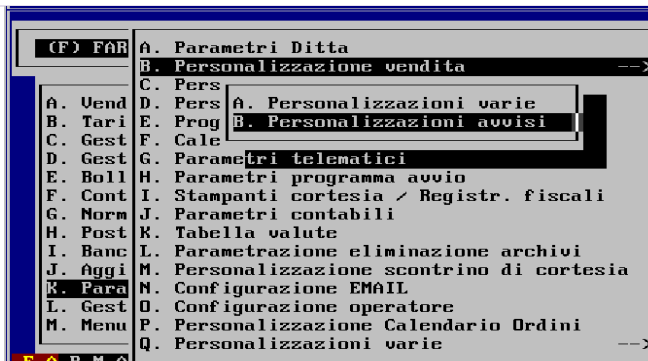 (F) FAR
A. Vend
B. Tari
C. Gest
D. Gest
E. Boll
F. Cont
G. Norm
H. Post
I. Banc
J. Aggi
K. Para
L. Gest
M. Menu
A. Parametri Ditta
B. Personalizzazione vendita -->
C. Pers
D. Pers
E. Prog
F. Cale
G. Parametri telematici
H. Parametri programma avvio
I. Stampanti cortesia / Registr. fiscali
J. Parametri contabili
K. Tabella valute
L. Parametrazione eliminazione archivi
M. Personalizzazione scontrino di cortesia
N. Configurazione EMAIL
O. Configurazione operatore
P. Personalizzazione Calendario Ordini
Q. Personalizzazioni varie -->
A. Personalizzazioni varie
B. Personalizzazioni avvisi